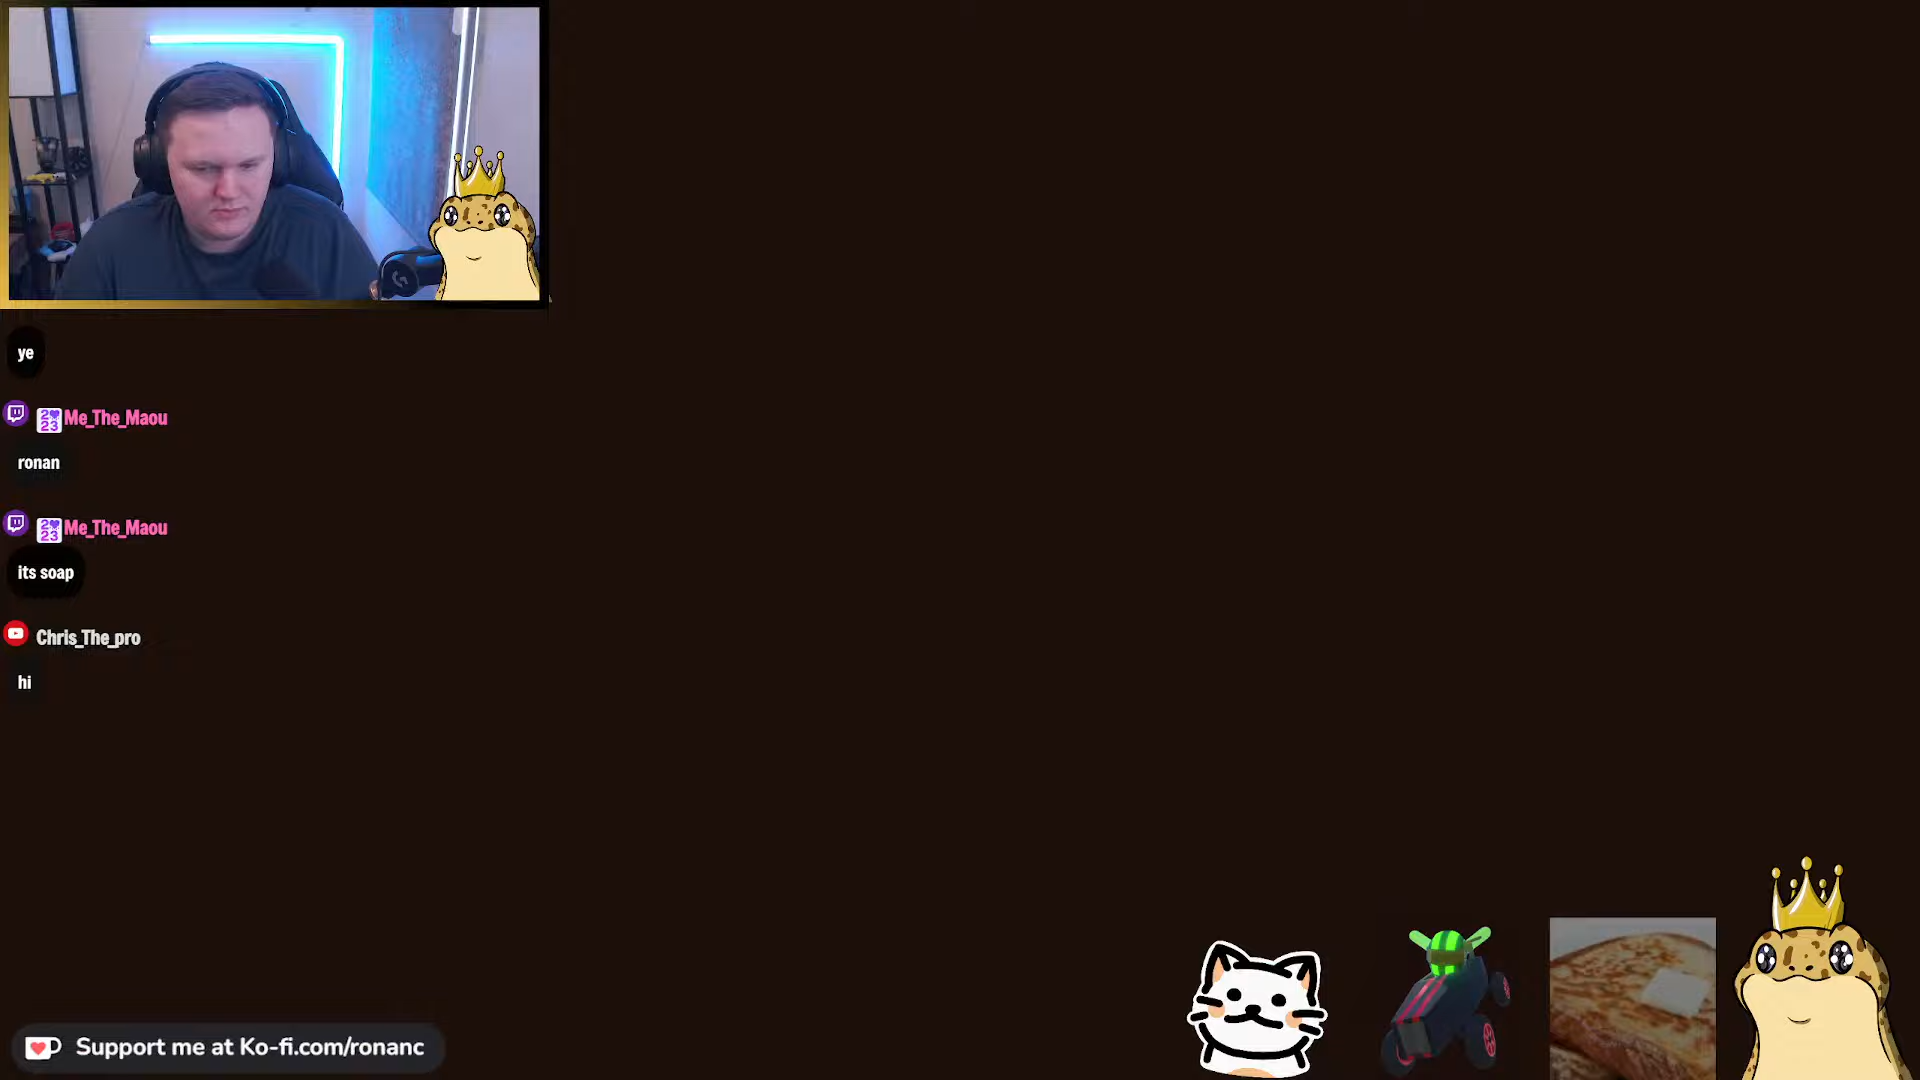 ye
Me_The_Maou
ronan
Me_The_Maou
its soap
Chris_The_pro
hi
Support me at Ko-fi.com/ronanc